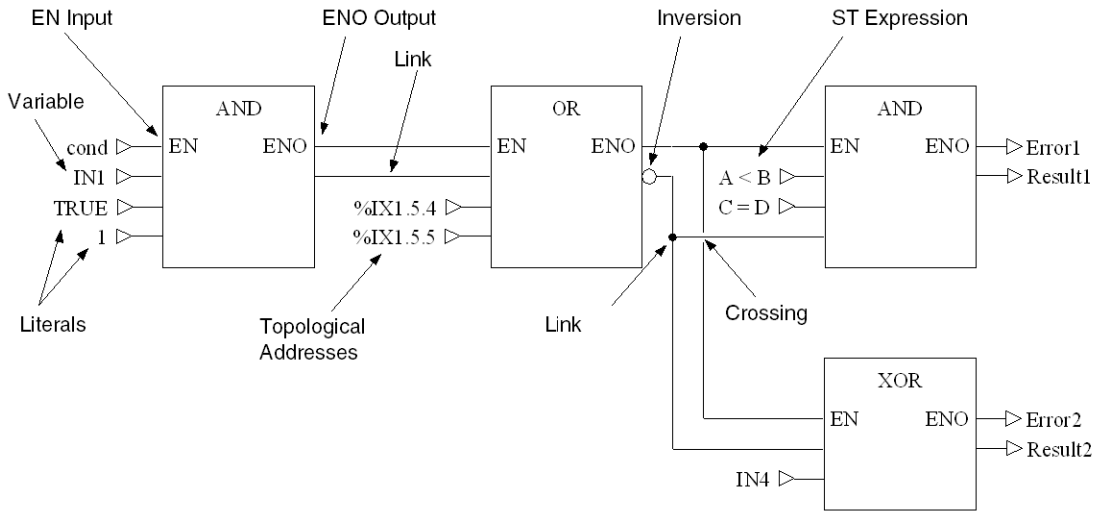 EN Input
ENO Output
Inversion
ST Expression
Link
Variable
AND
OR
AND
cond
EN
ENO
EN
ENO
EN
ENO
Error1
IN1
A < B
Result1
TRUE
%IX1.5.4
C = D
1
%IX1.5.5
Literals
Topological
Addresses
Link
Crossing
XOR
EN
ENO
Error2
Result2
IN4